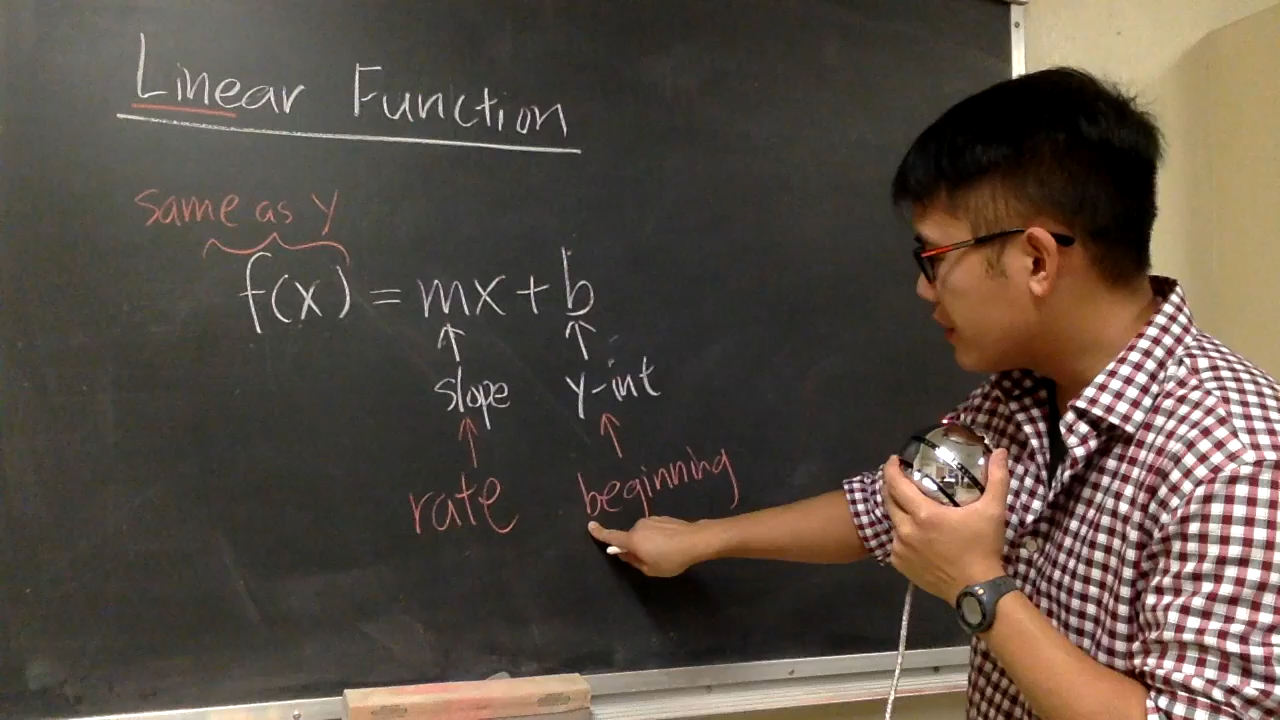 Linear Function
same as y
f(x) = mx + b
slope y-int
rate beginning